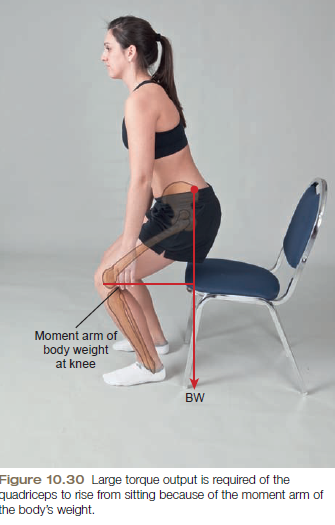 Moment arm of
body weight
at knee
BW
Figure 10.30 Large torque output is required of the
quadriceps to rise from sitting because of the moment arm of
the body's weight.